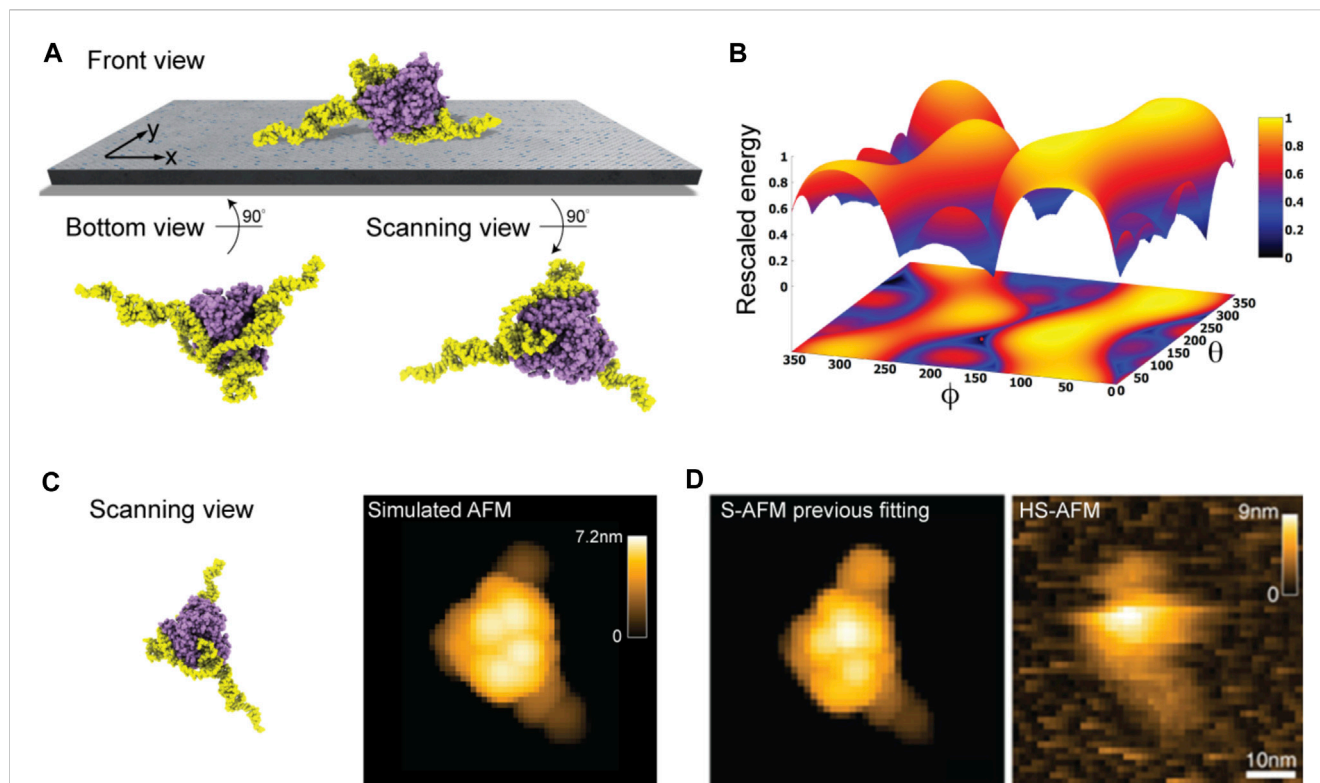 A
Front view
y
x
90°
Bottom view
90°
Scanning view
B
Rescaled energy
1
0.8
0.6
0.4
0.2
0
1
0.8
0.6
0.4
0.2
0
350
300
250
200
150
100
50
0
ϕ
0
50
100
150
200
250
300
350
θ
C
Scanning view
Simulated AFM
7.2nm
0
D
S-AFM previous fitting
HS-AFM
9nm
0
10nm